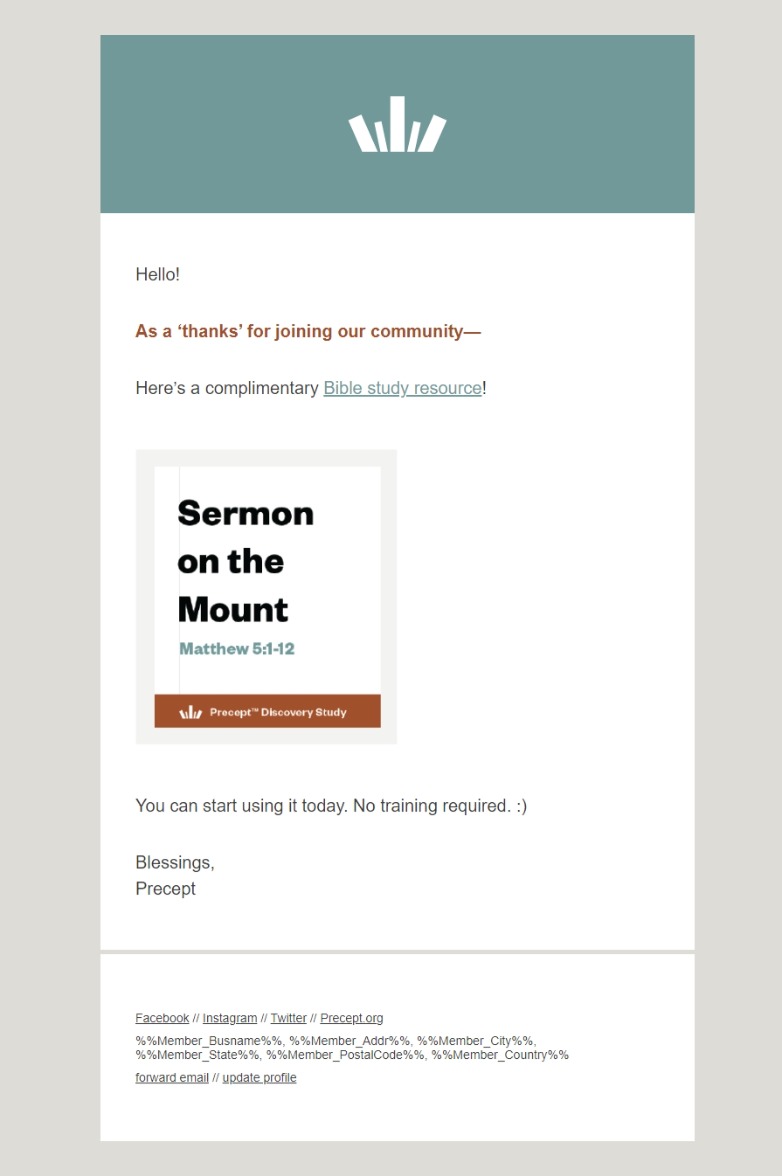 Hello!
As a ‘thanks’ for joining our community—
Here’s a complimentary Bible study resource!
Sermon
on the
Mount
Matthew 5:1-12
Precept™ Discovery Study
You can start using it today. No training required. :)
Blessings,
Precept
Facebook // Instagram // Twitter // Precept.org
%%Member_Busname%%, %%Member_Addr%%, %%Member_City%%,
%%Member_State%%, %%Member_PostalCode%%, %%Member_Country%%
forward email // update profile